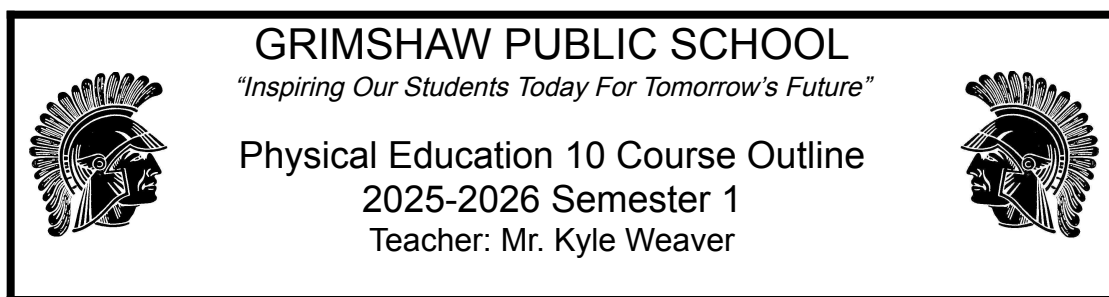 GRIMSHAW PUBLIC SCHOOL
“Inspiring Our Students Today For Tomorrow’s Future”
Physical Education 10 Course Outline
2025-2026 Semester 1
Teacher: Mr. Kyle Weaver